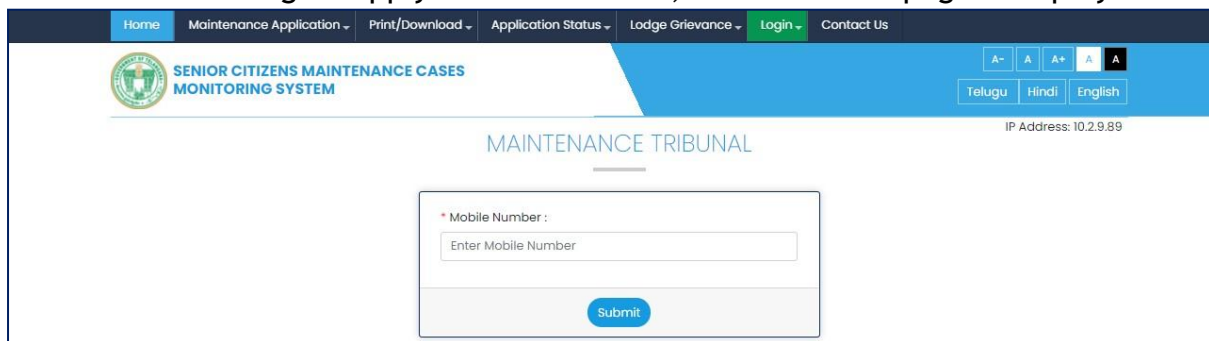 Home Maintenance Application Print/Download Application Status Lodge Grievance Login Contact Us
SENIOR CITIZENS MAINTENANCE CASES
MONITORING SYSTEM
A- A A+ A A
Telugu Hindi English
IP Address: 10.2.9.89
MAINTENANCE TRIBUNAL
* Mobile Number :
Enter Mobile Number
Submit